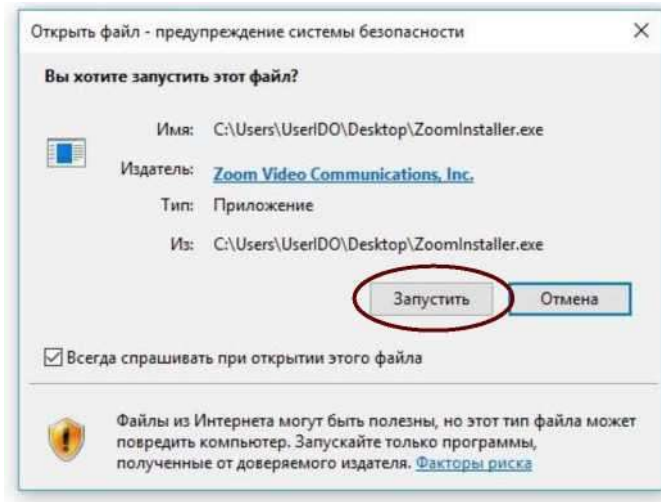 Открыть файл - предупреждение системы безопасности
Вы хотите запустить этот файл?
Имя: C:\Users\UserIDO\Desktop\ZoomInstaller.exe
Издатель: Zoom Video Communications, Inc.
Тип: Приложение
Из: C:\Users\UserIDO\Desktop\ZoomInstaller.exe
Запустить Отмена
Всегда спрашивать при открытии этого файла
Файлы из Интернета могут быть полезны, но этот тип файла может
повредить компьютер. Запускайте только программы,
полученные от доверяемого издателя. Факторы риска